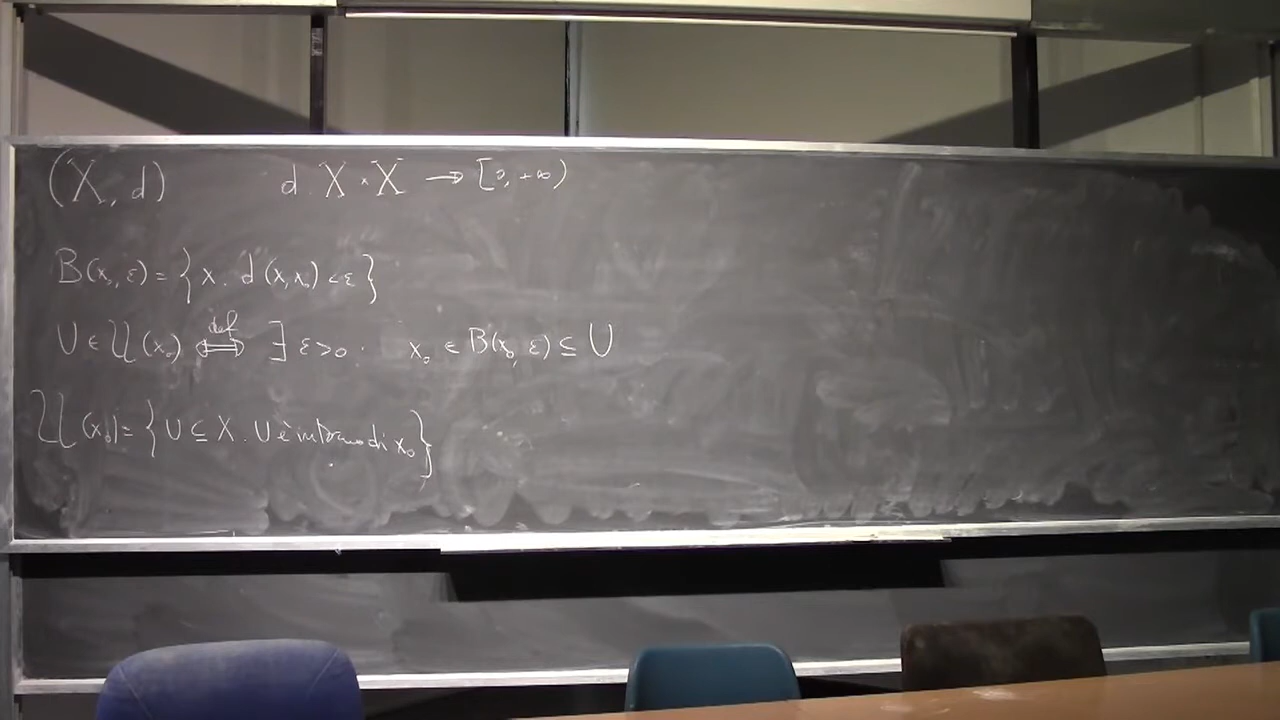 (X, d) d: X × X → [0, +∞)
B(x₀, ε) = { x : d(x, x₀) < ε }
U ∈ 𝒰(x₀) ⟺ def ∃ ε > 0 : x₀ ∈ B(x₀, ε) ⊆ U
𝒰(x₀) = { U ⊆ X : U è intorno di x₀ }